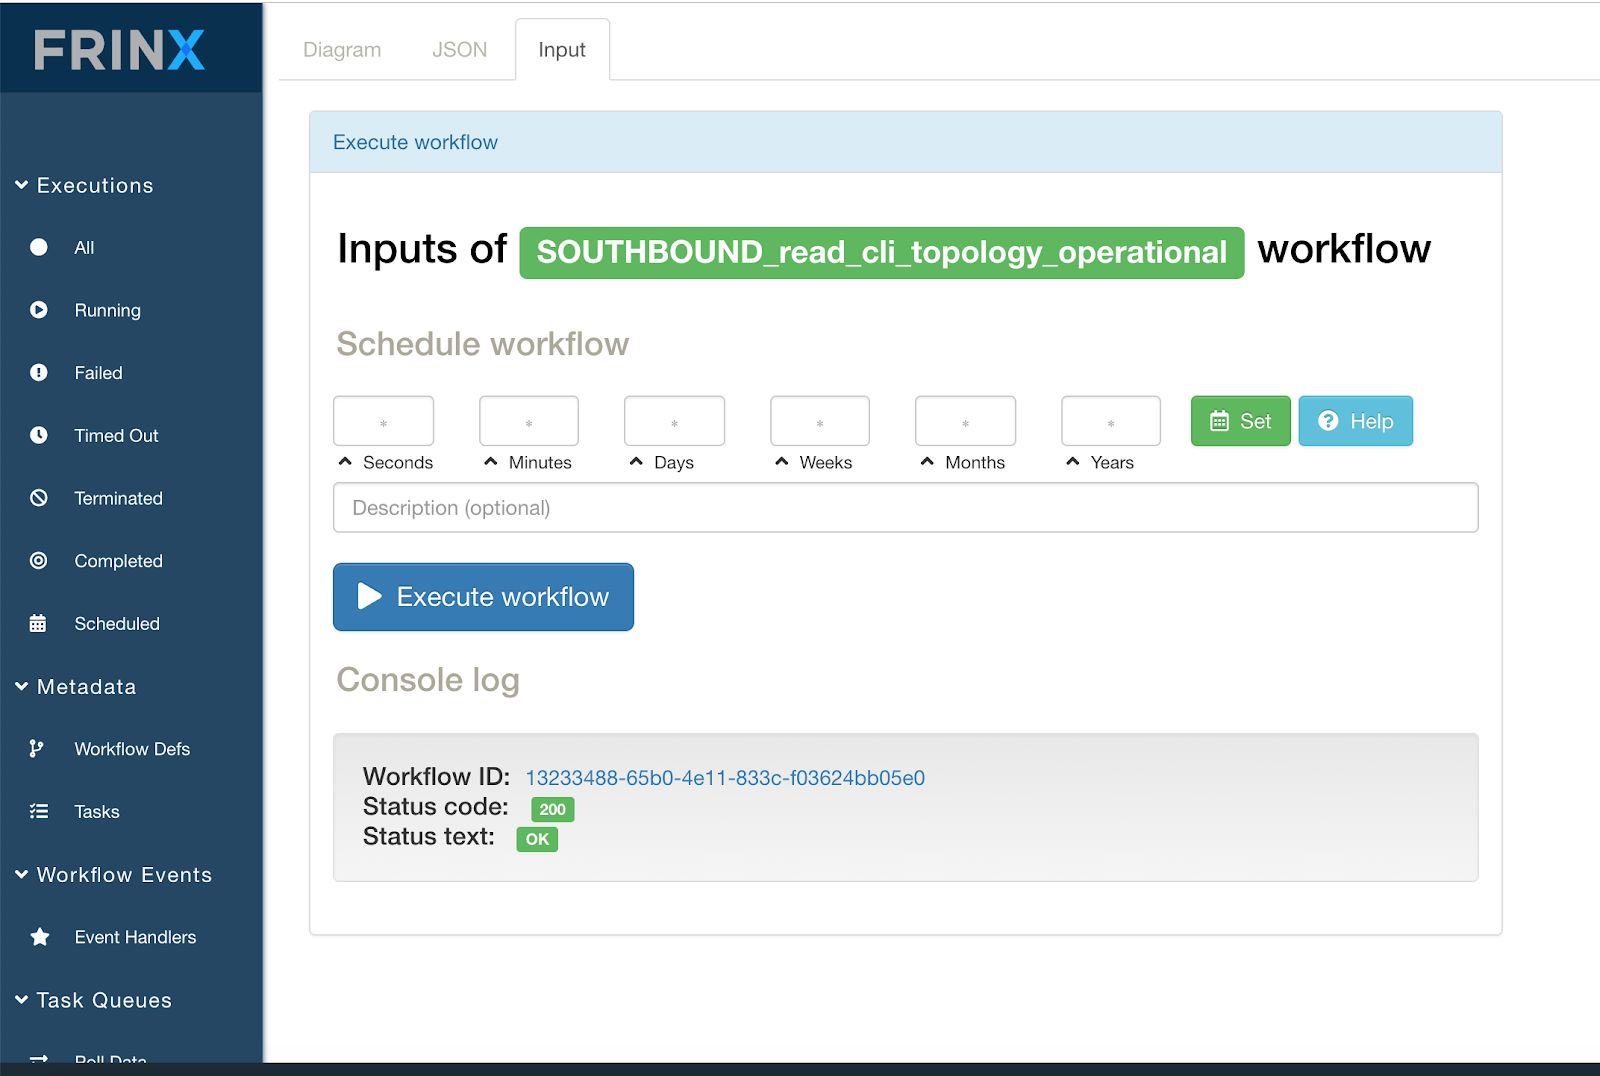 FRINX
Diagram JSON Input
Executions
All
Running
Failed
Timed Out
Terminated
Completed
Scheduled
Metadata
Workflow Defs
Tasks
Workflow Events
Event Handlers
Task Queues
Poll Data
Execute workflow
Inputs of SOUTHBOUND_read_cli_topology_operational workflow
Schedule workflow
* * * * * * Set Help
Seconds Minutes Days Weeks Months Years
Description (optional)
Execute workflow
Console log
Workflow ID: 13233488-65b0-4e11-833c-f03624bb05e0
Status code: 200
Status text: OK